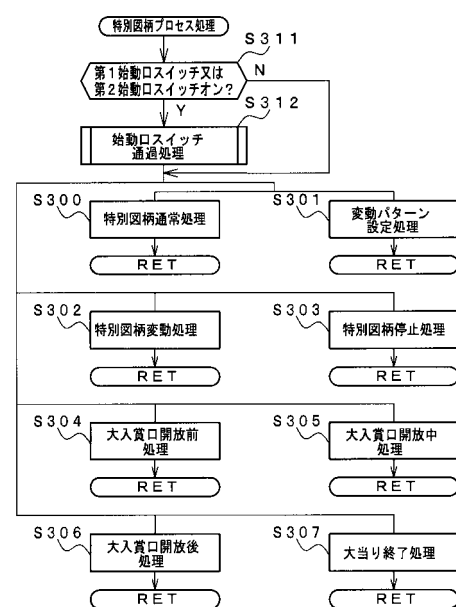 特別図柄プロセス処理
S311
第1始動口スイッチ又は
第2始動口スイッチオン?
N
Y
S312
始動口スイッチ
通過処理
S300
特別図柄通常処理
RET
S301
変動パターン
設定処理
RET
S302
特別図柄変動処理
RET
S303
特別図柄停止処理
RET
S304
大入賞口開放前
処理
RET
S305
大入賞口開放中
処理
RET
S306
大入賞口開放後
処理
RET
S307
大当り終了処理
RET